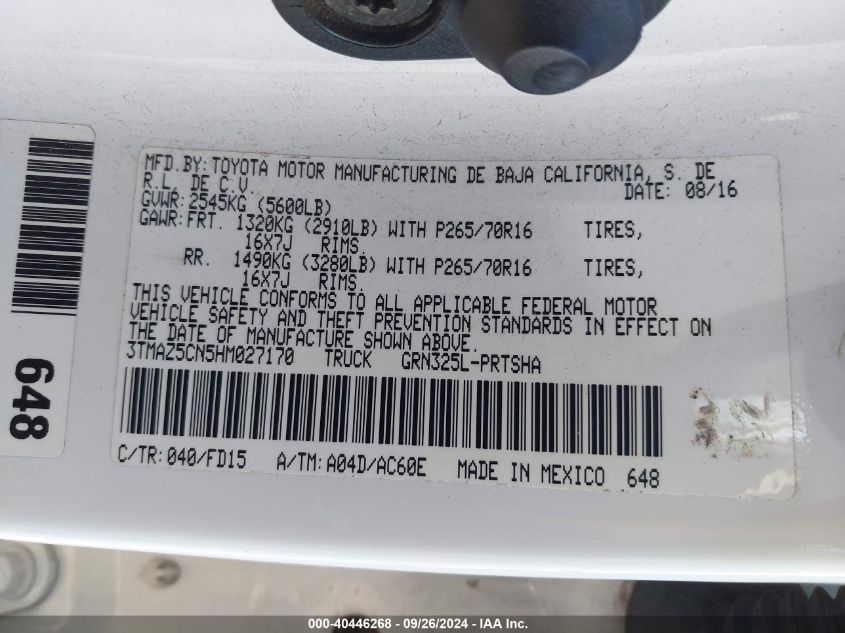 MFD.BY:TOYOTA MOTOR MANUFACTURING DE BAJA CALIFORNIA, S. DE
R.L. DE C.V. DATE: 08/16
GVWR:2545KG (5600LB)
GAWR:FRT. 1320KG (2910LB) WITH P265/70R16 TIRES,
16X7J RIMS.
RR. 1490KG (3280LB) WITH P265/70R16 TIRES,
16X7J RIMS.
THIS VEHICLE CONFORMS TO ALL APPLICABLE FEDERAL MOTOR
VEHICLE SAFETY AND THEFT PREVENTION STANDARDS IN EFFECT ON
THE DATE OF MANUFACTURE SHOWN ABOVE.
3TMAZ5CN5HM027170 TRUCK GRN325L-PRTSHA
C/TR:040/FD15 A/TM:A04D/AC60E MADE IN MEXICO 648
648
000-40446268 - 09/26/2024 - IAAI.com